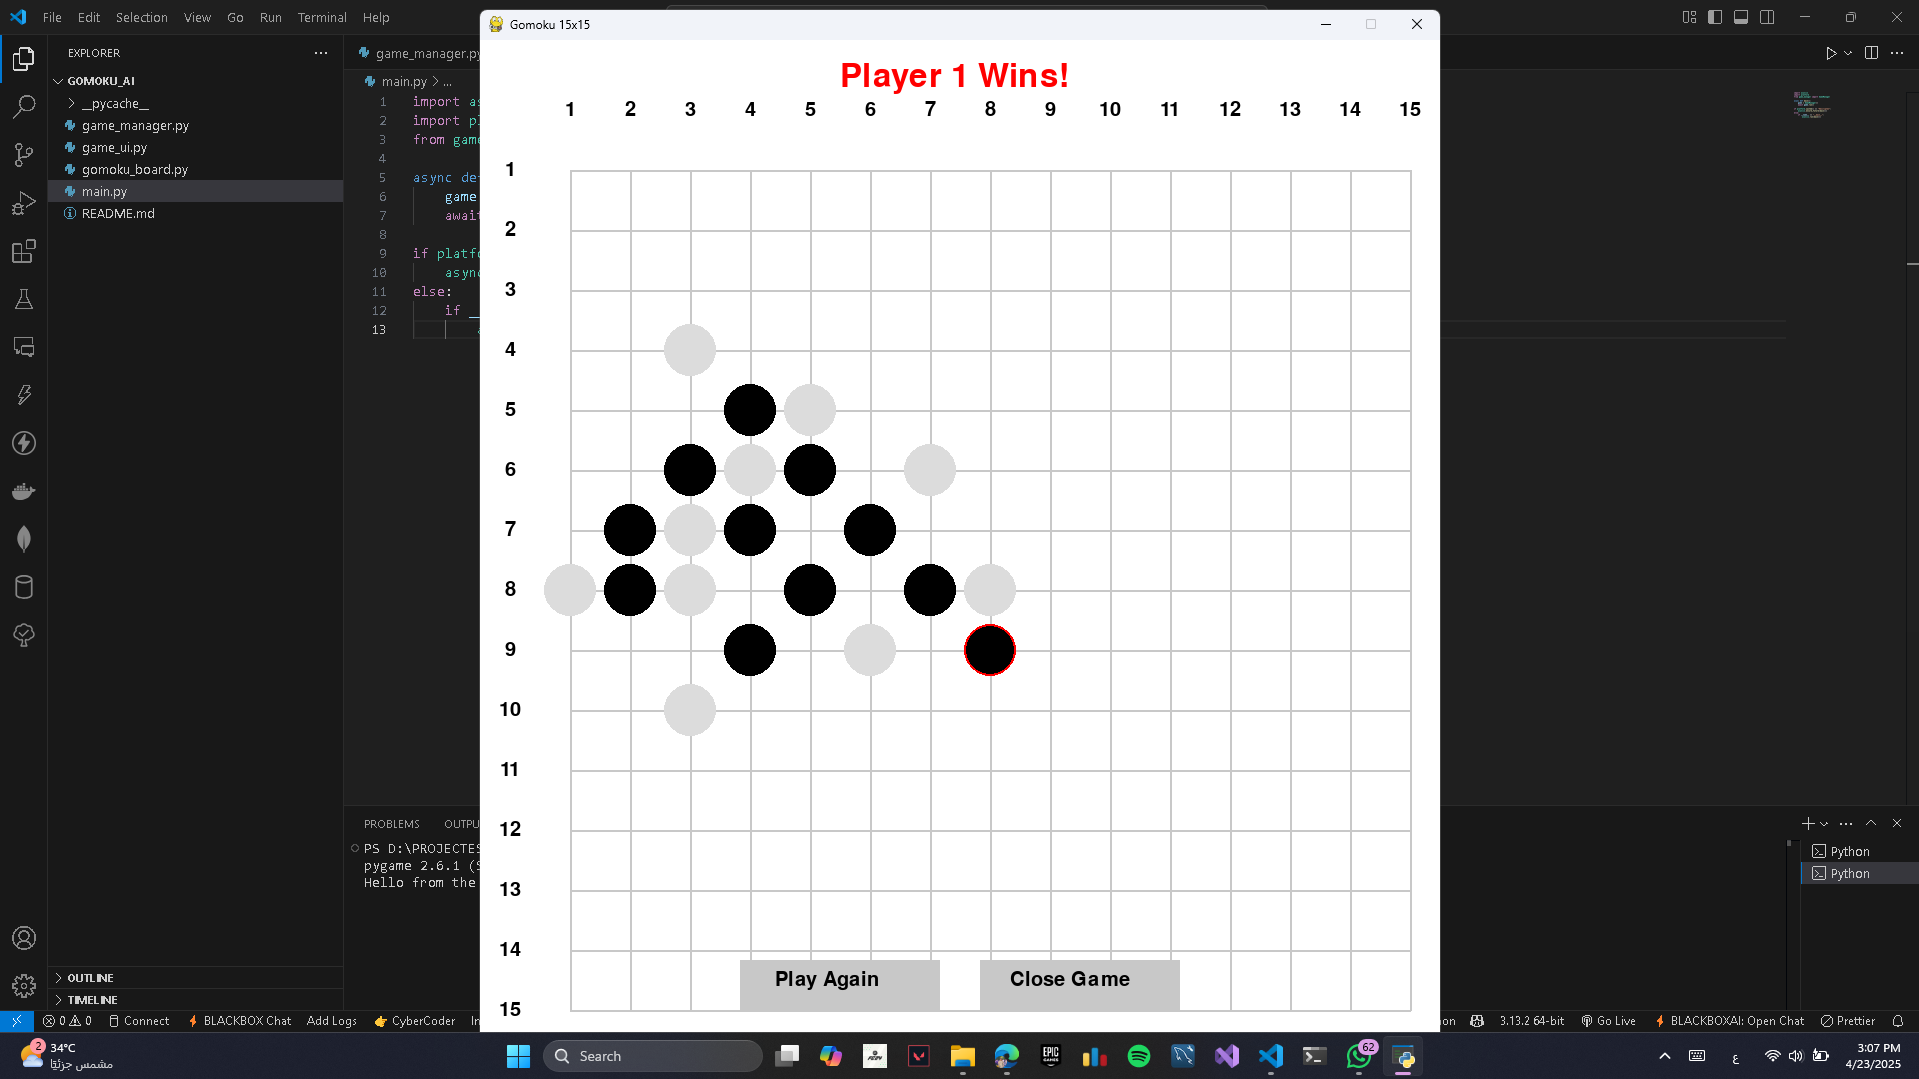 File Edit Selection View Go Run Terminal Help
Gomoku 15x15
EXPLORER
GOMOKU_AI
__pycache__
game_manager.py
game_ui.py
gomoku_board.py
main.py
README.md
OUTLINE
TIMELINE
game_manager.py
main.py > ...
1 import as
2 import pl
3 from game
4
5 async de
6 game
7 await
8
9 if platf
10 async
11 else:
12 if __
13
Player 1 Wins!
1 2 3 4 5 6 7 8 9 10 11 12 13 14 15
1
2
3
4
5
6
7
8
9
10
11
12
13
14
15
Play Again
Close Game
PROBLEMS OUTPU
PS D:\PROJECTES
pygame 2.6.1 (S
Hello from the
Python
Python
0 0 Connect BLACKBOX Chat Add Logs CyberCoder In
on 3.13.2 64-bit Go Live BLACKBOXAI: Open Chat Prettier
2
34°C
مشمس جزئيًا
Search
EPIC GAMES
62
ع
3:07 PM
4/23/2025